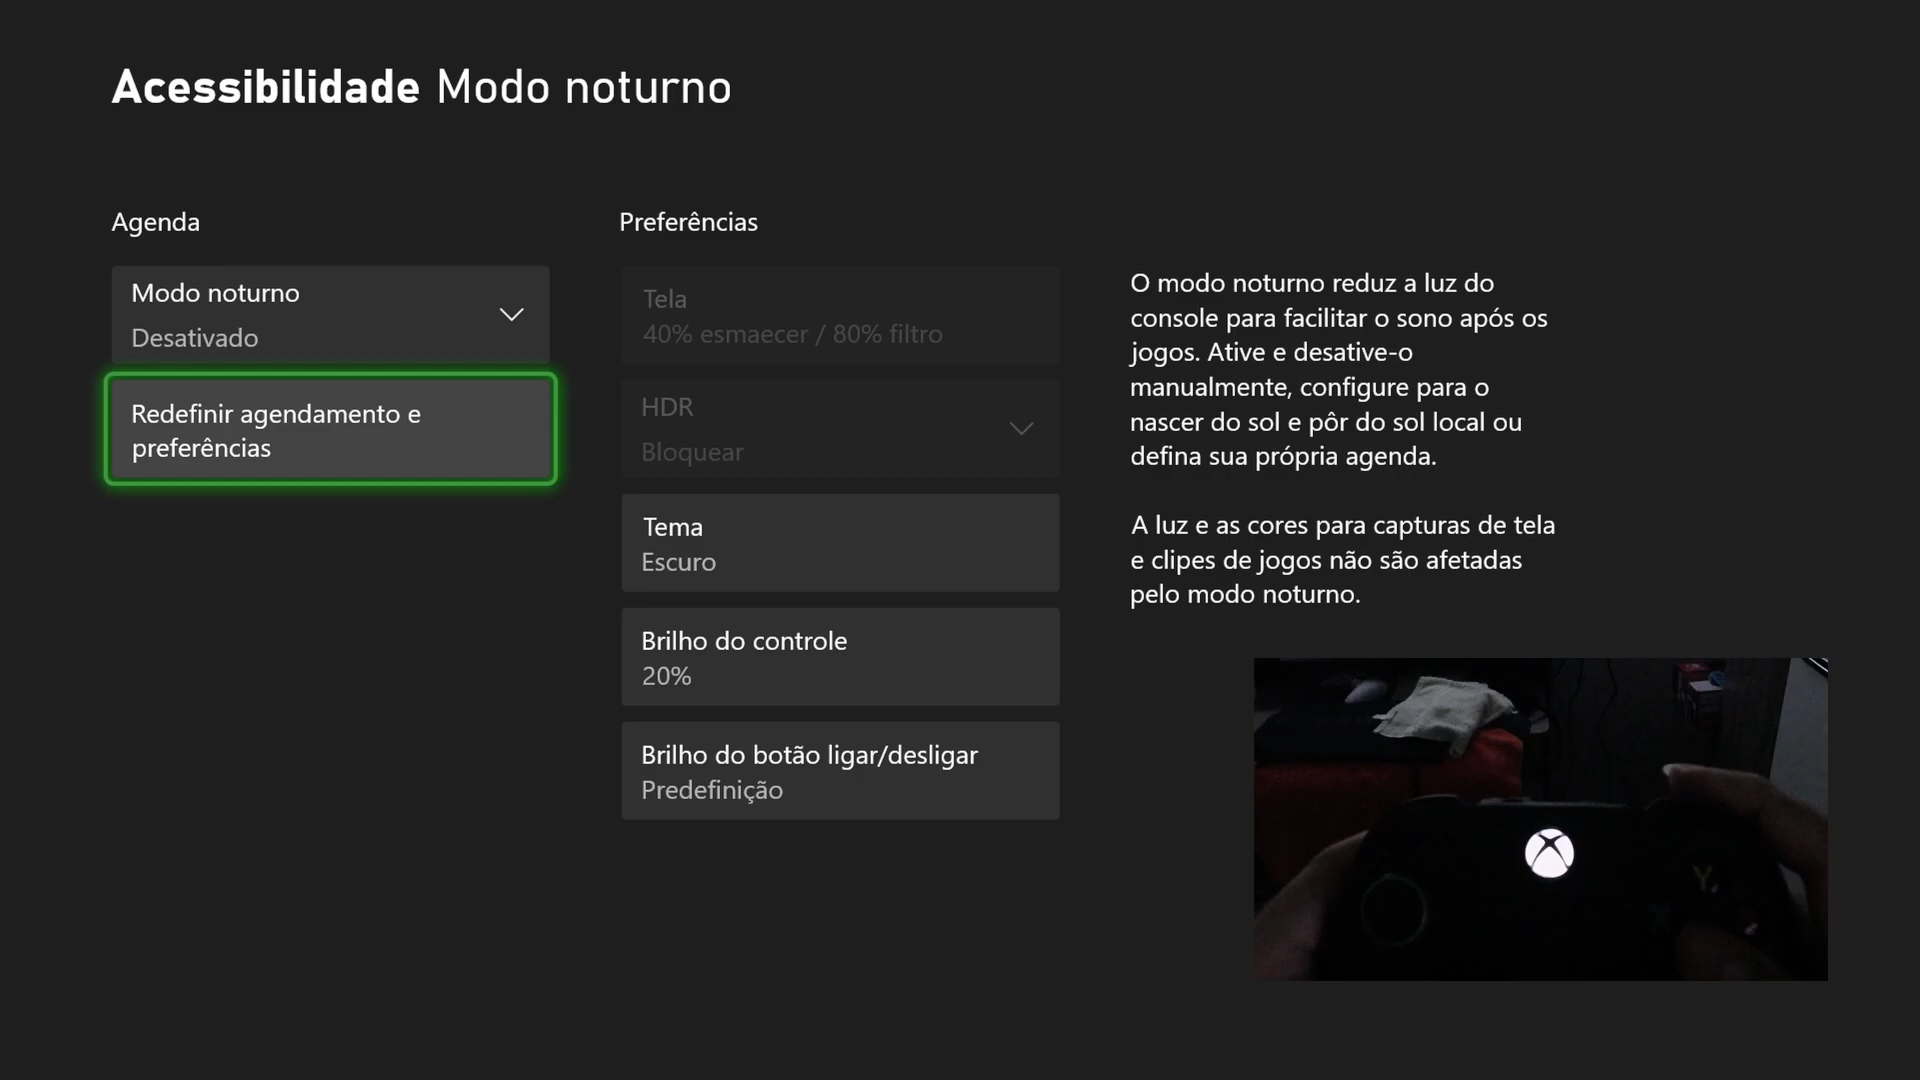 Acessibilidade Modo noturno
Agenda
Modo noturno
Desativado
Redefinir agendamento e
preferências
Preferências
Tela
40% esmaecer / 80% filtro
HDR
Bloquear
Tema
Escuro
Brilho do controle
20%
Brilho do botão ligar/desligar
Predefinição
O modo noturno reduz a luz do
console para facilitar o sono após os
jogos. Ative e desative-o
manualmente, configure para o
nascer do sol e pôr do sol local ou
defina sua própria agenda.
A luz e as cores para capturas de tela
e clipes de jogos não são afetadas
pelo modo noturno.
Y